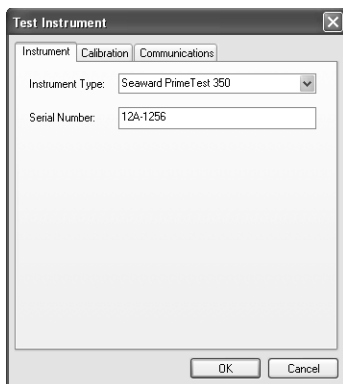 Test Instrument
Instrument Calibration Communications
Instrument Type: Seaward PrimeTest 350
Serial Number: 12A-1256
OK Cancel